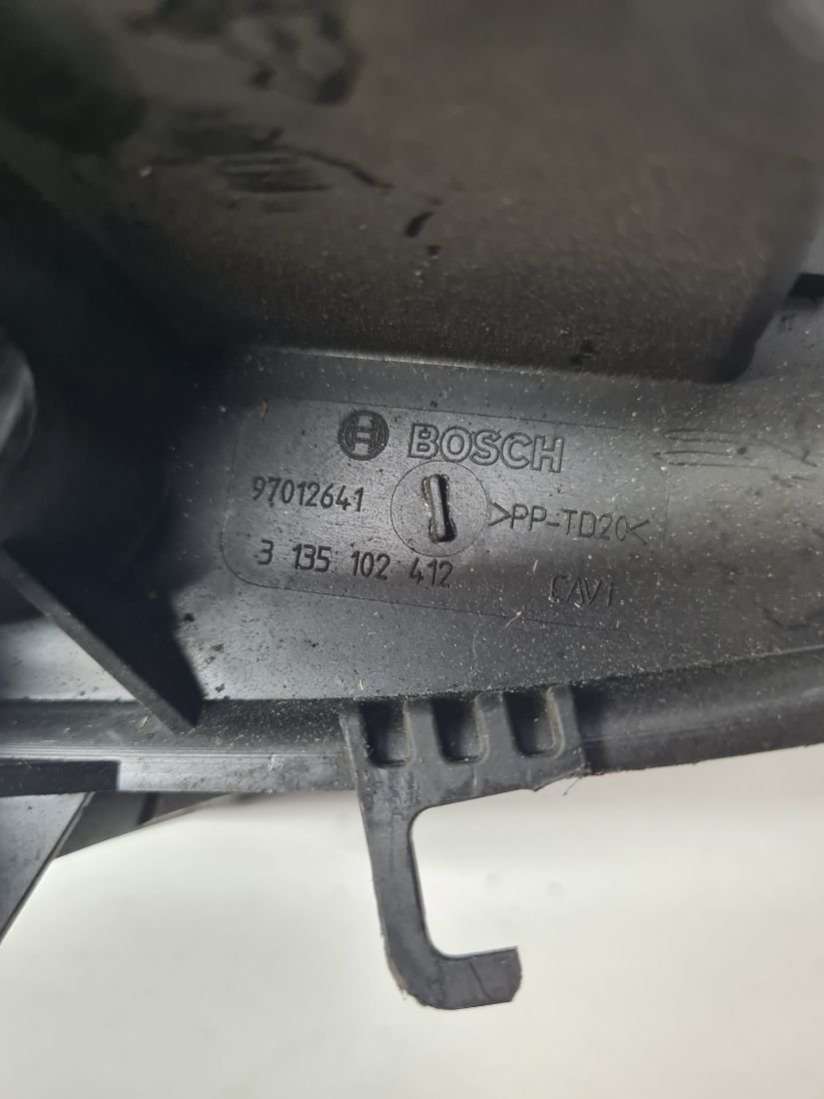 BOSCH
97012641 >PP-TD20<
3 135 102 412 CAV1